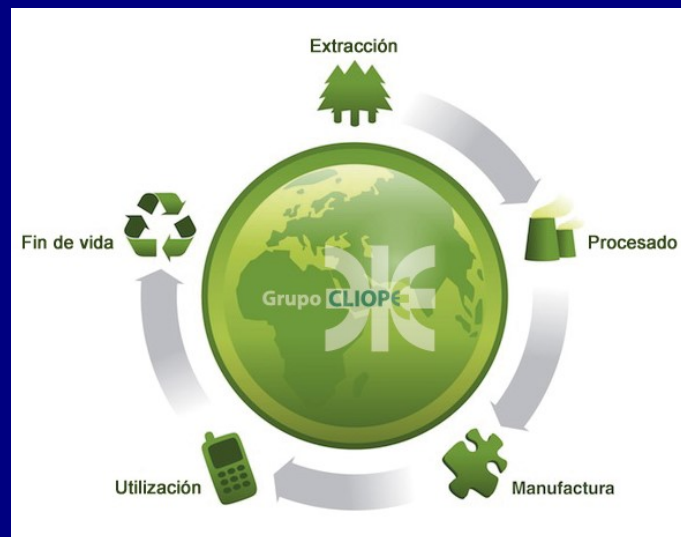 Extracción
Fin de vida
Procesado
Grupo CLIOPE
Utilización
Manufactura